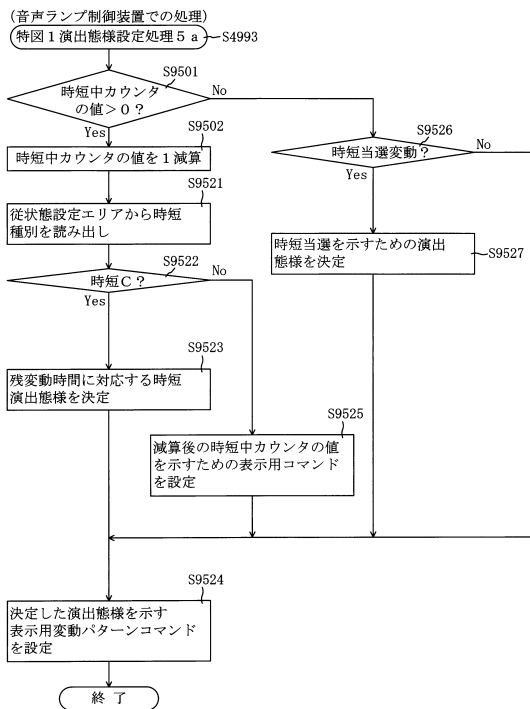 (音声ランプ制御装置での処理)
特図1演出態様設定処理5a
S4993
S9501
時短中カウンタ
の値>0?
No
Yes
S9502
時短中カウンタの値を1減算
S9526
時短当選変動?
No
Yes
S9521
従状態設定エリアから時短
種別を読み出し
時短当選を示すための演出
態様を決定
S9527
S9522
時短C?
No
Yes
S9523
残変動時間に対応する時短
演出態様を決定
S9525
減算後の時短中カウンタの値
を示すための表示用コマンド
を設定
S9524
決定した演出態様を示す
表示用変動パターンコマンド
を設定
終了